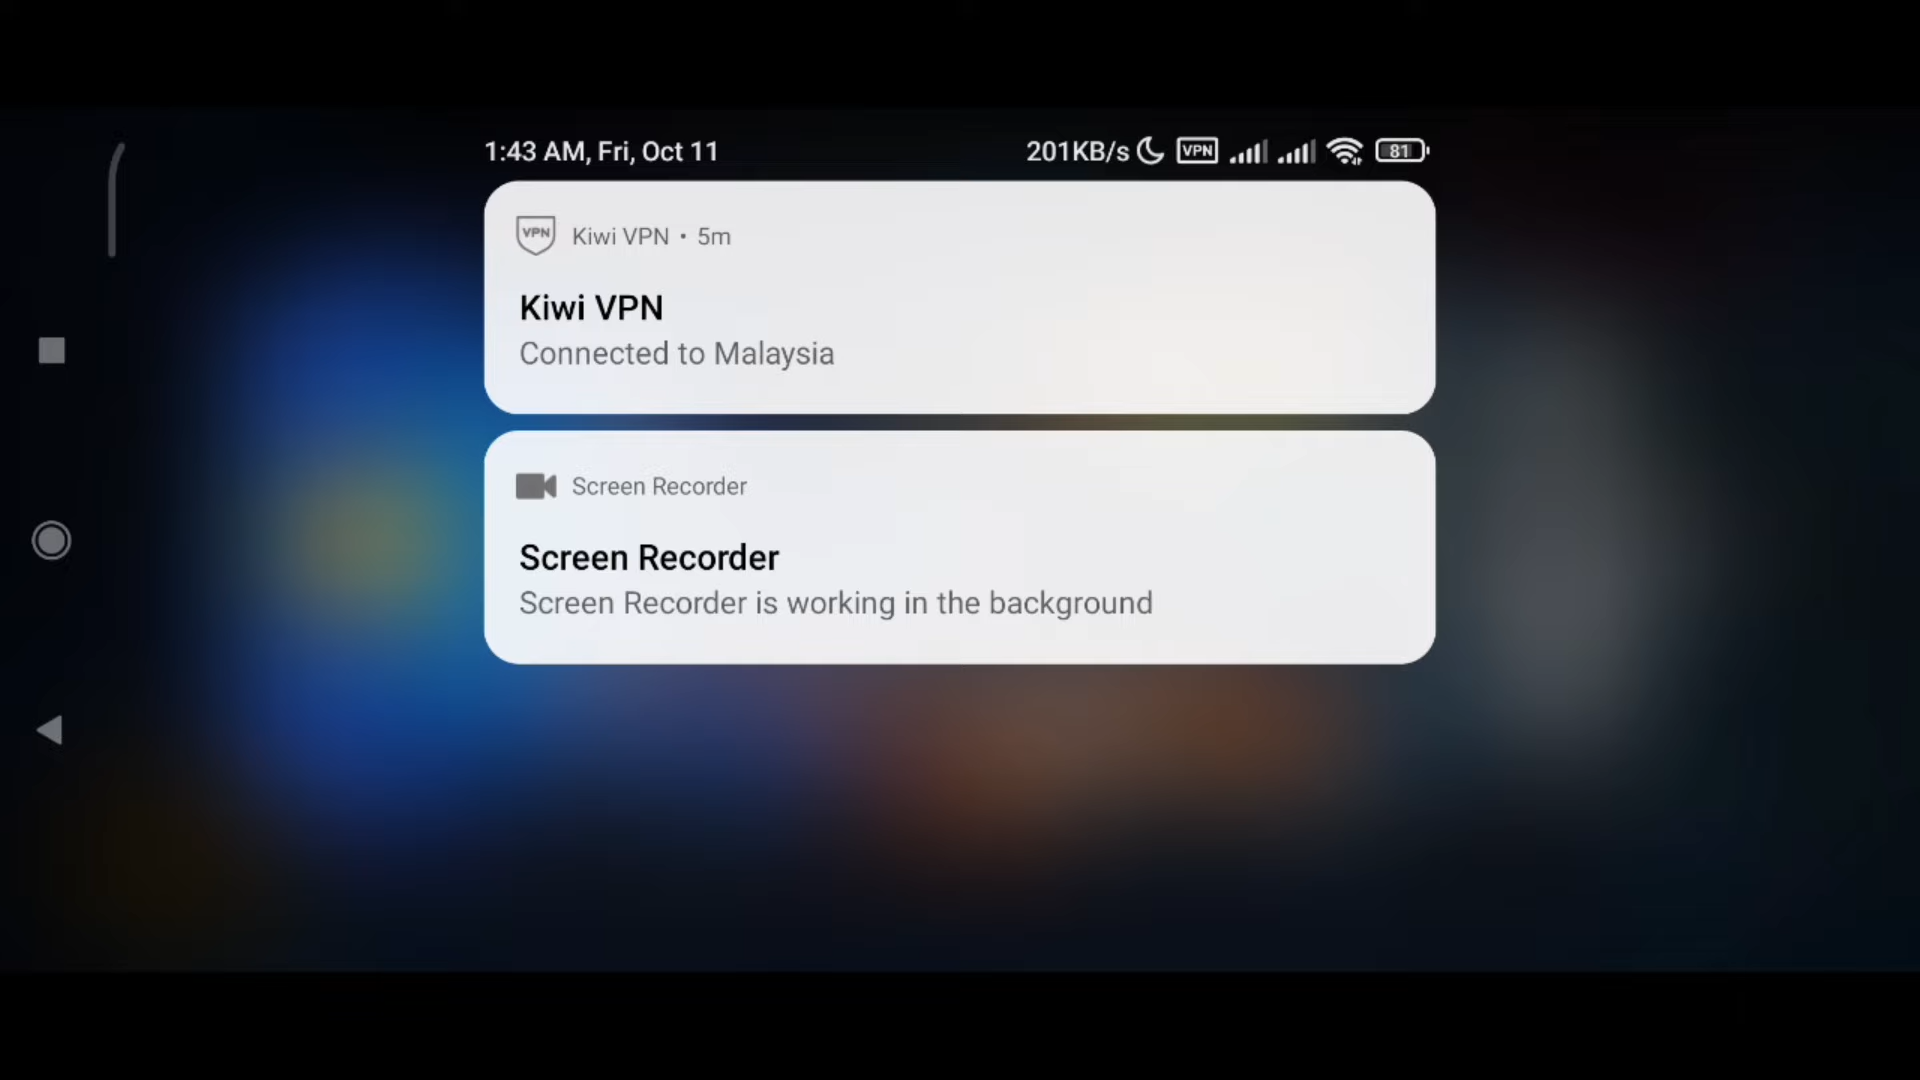 1:43 AM, Fri, Oct 11
201KB/s VPN 81
VPN Kiwi VPN • 5m
Kiwi VPN
Connected to Malaysia
Screen Recorder
Screen Recorder
Screen Recorder is working in the background